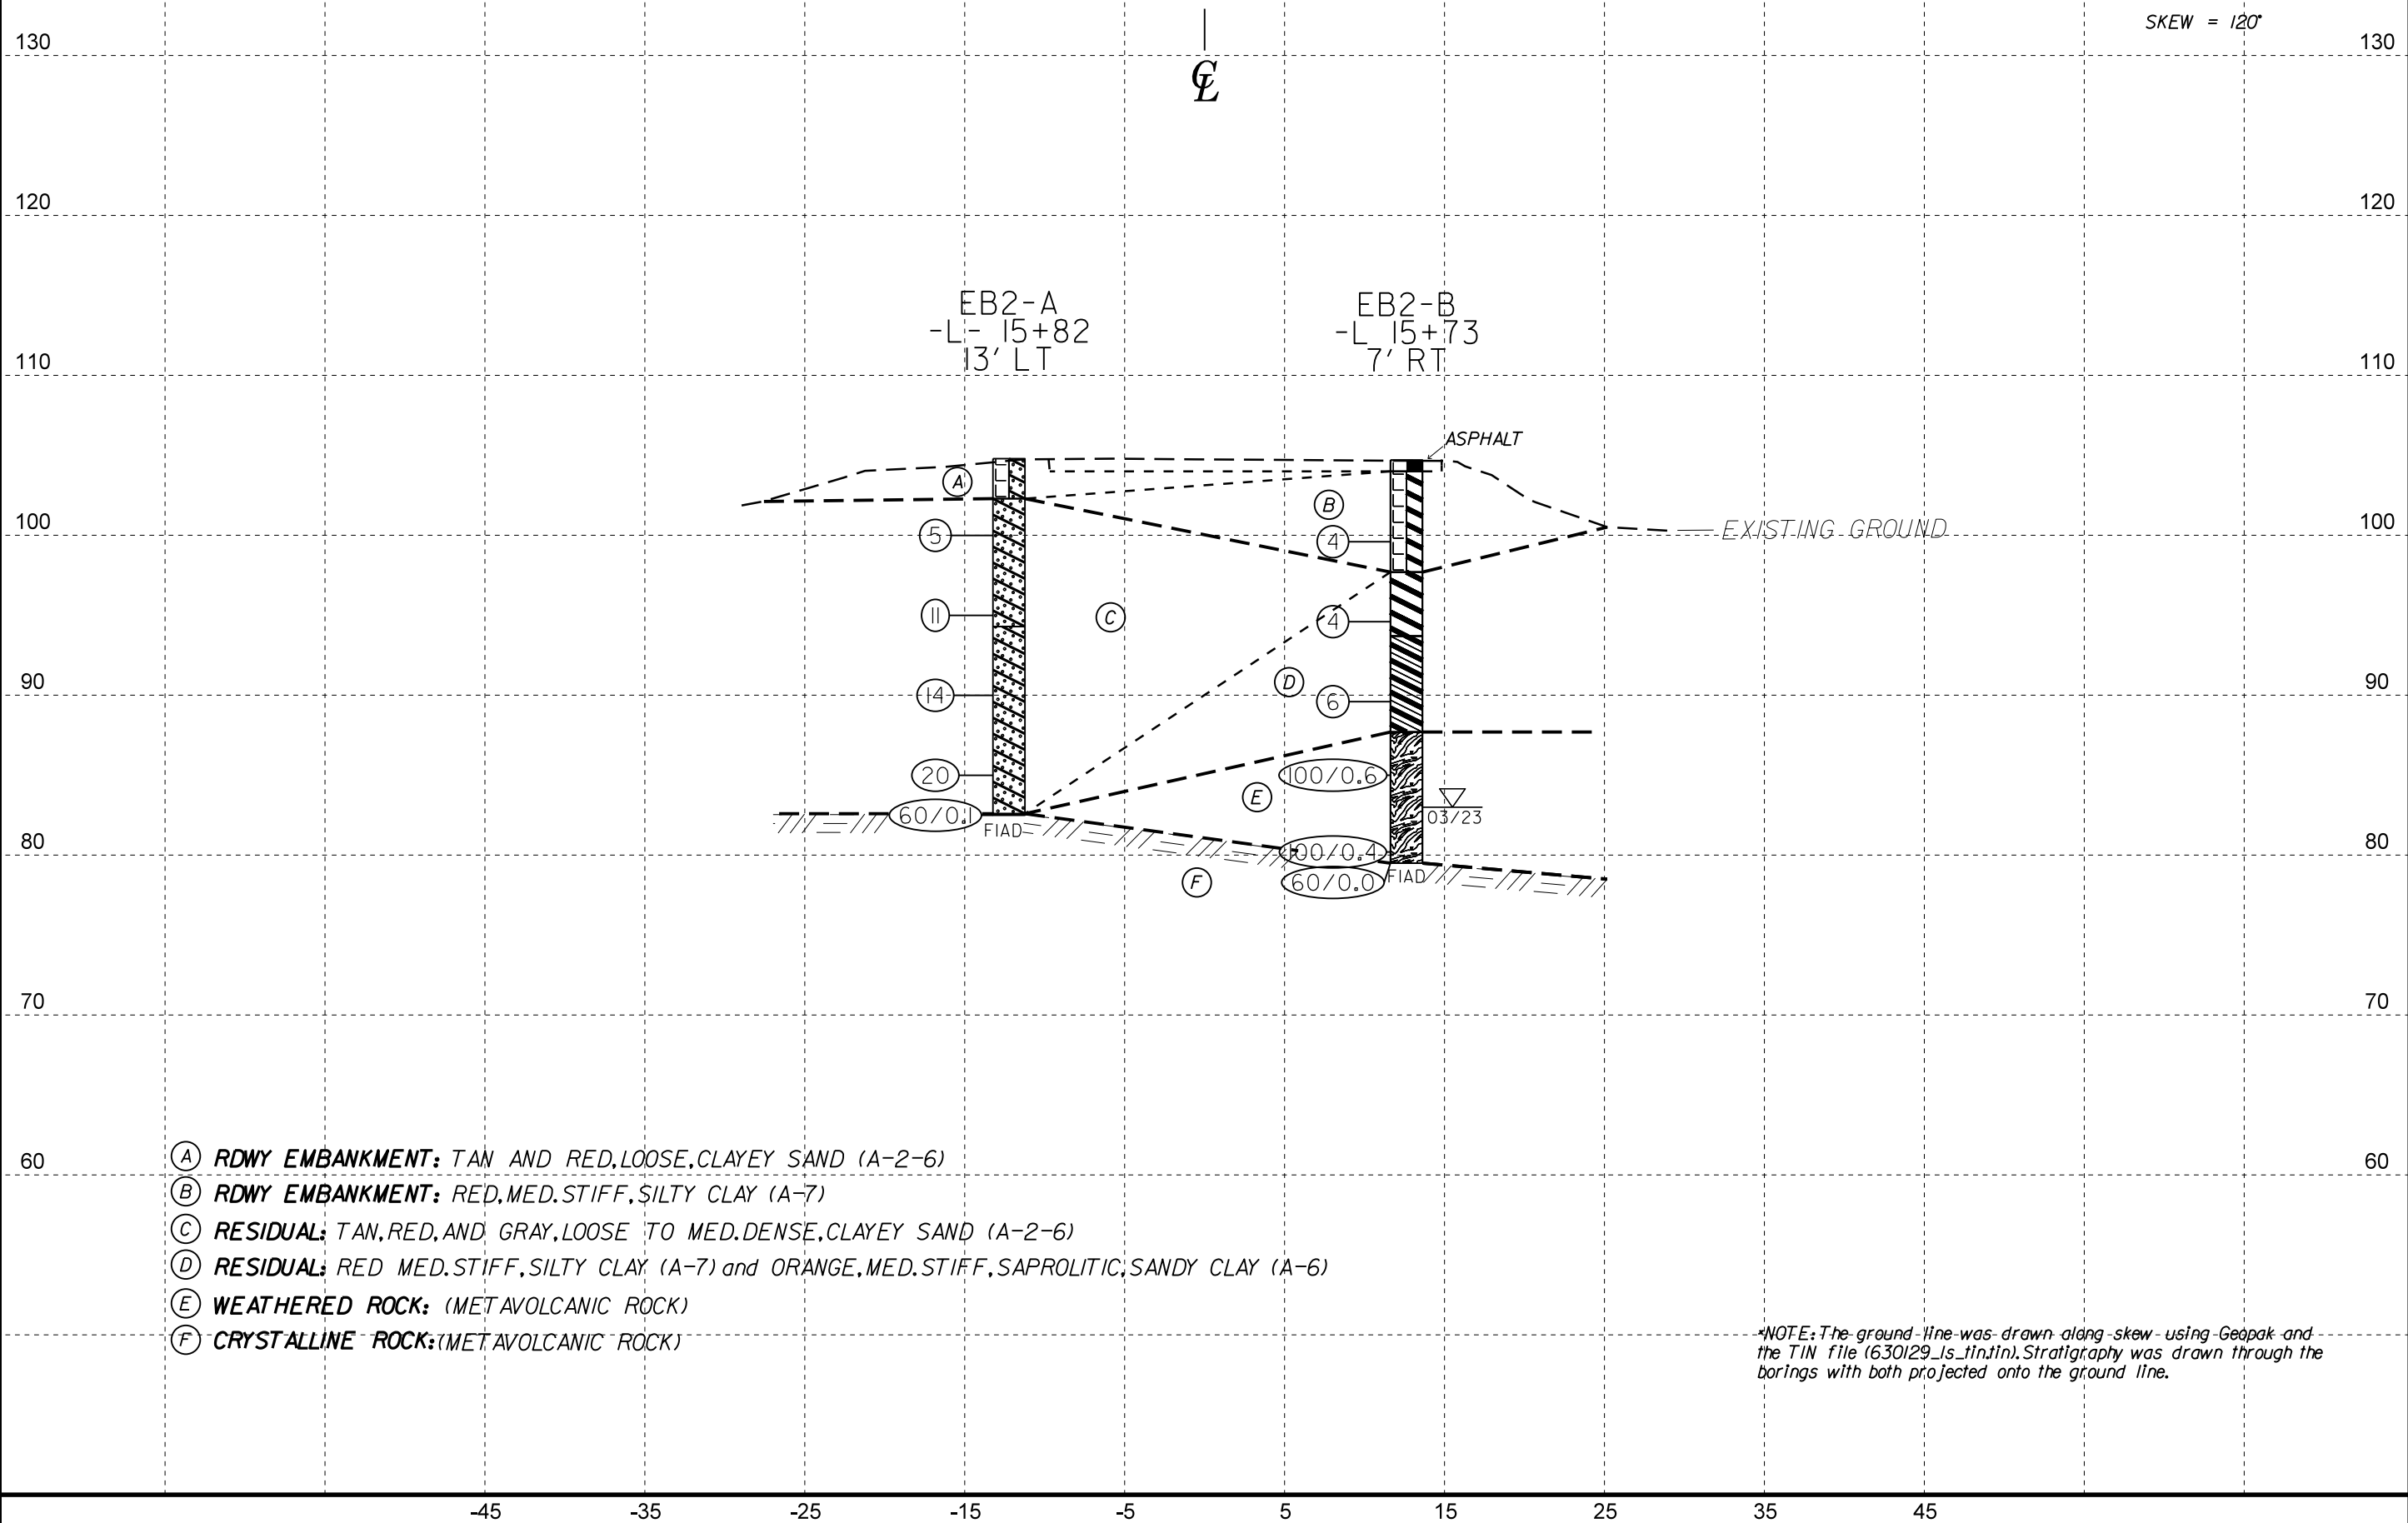 SKEW = 120°
130 130
℄
120 120
EB2-A
-L- 15+82
13' LT
EB2-B
-L 15+73
7' RT
110 110
ASPHALT
A
B
100 100
5
4
EXISTING GROUND
11
C
4
90 90
D
14
6
20
100/0.6
E
60/0.1
FIAD
03/23
80 80
100/0.4
F
60/0.0
FIAD
70 70
60 60
A RDWY EMBANKMENT: TAN AND RED,LOOSE,CLAYEY SAND (A-2-6)
B RDWY EMBANKMENT: RED,MED.STIFF,SILTY CLAY (A-7)
C RESIDUAL: TAN,RED,AND GRAY,LOOSE TO MED.DENSE,CLAYEY SAND (A-2-6)
D RESIDUAL: RED MED.STIFF,SILTY CLAY (A-7) and ORANGE,MED.STIFF,SAPROLITIC,SANDY CLAY (A-6)
E WEATHERED ROCK: (METAVOLCANIC ROCK)
F CRYSTALLINE ROCK:(METAVOLCANIC ROCK)
*NOTE: The ground line was drawn along skew using Geopak and
the TIN file (630129_ls_tin.tin). Stratigraphy was drawn through the
borings with both projected onto the ground line.
-45 -35 -25 -15 -5 5 15 25 35 45